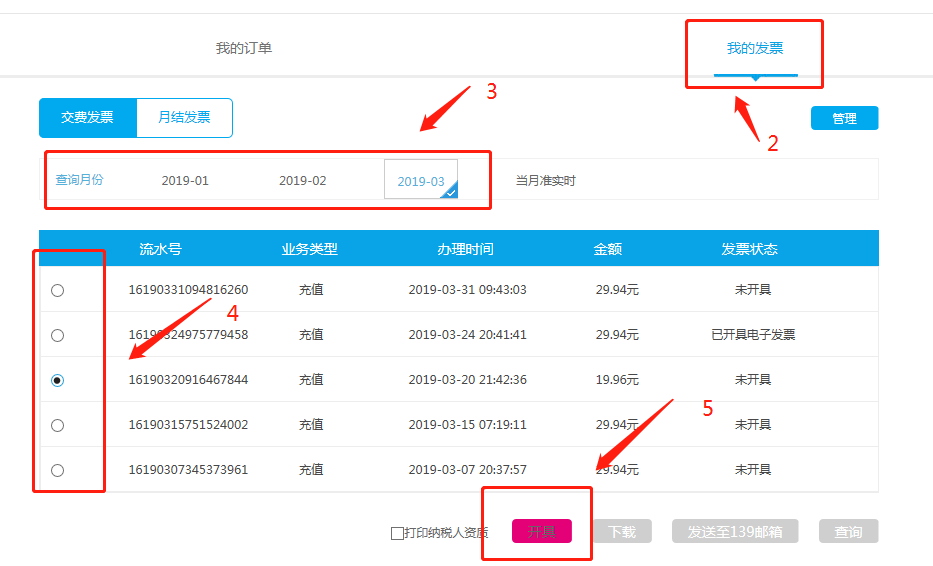 我的订单 我的发票
3
交费发票 月结发票 管理
2
查询月份 2019-01 2019-02 2019-03 当月准实时
流水号 业务类型 办理时间 金额 发票状态
16190331094816260 充值 2019-03-31 09:43:03 29.94元 未开具
4
16190324975779458 充值 2019-03-24 20:41:41 29.94元 已开具电子发票
16190320916467844 充值 2019-03-20 21:42:36 19.96元 未开具
5
16190315751524002 充值 2019-03-15 07:19:11 29.94元 未开具
16190307345373961 充值 2019-03-07 20:37:57 29.94元 未开具
打印纳税人资质 开具 下载 发送至139邮箱 查询